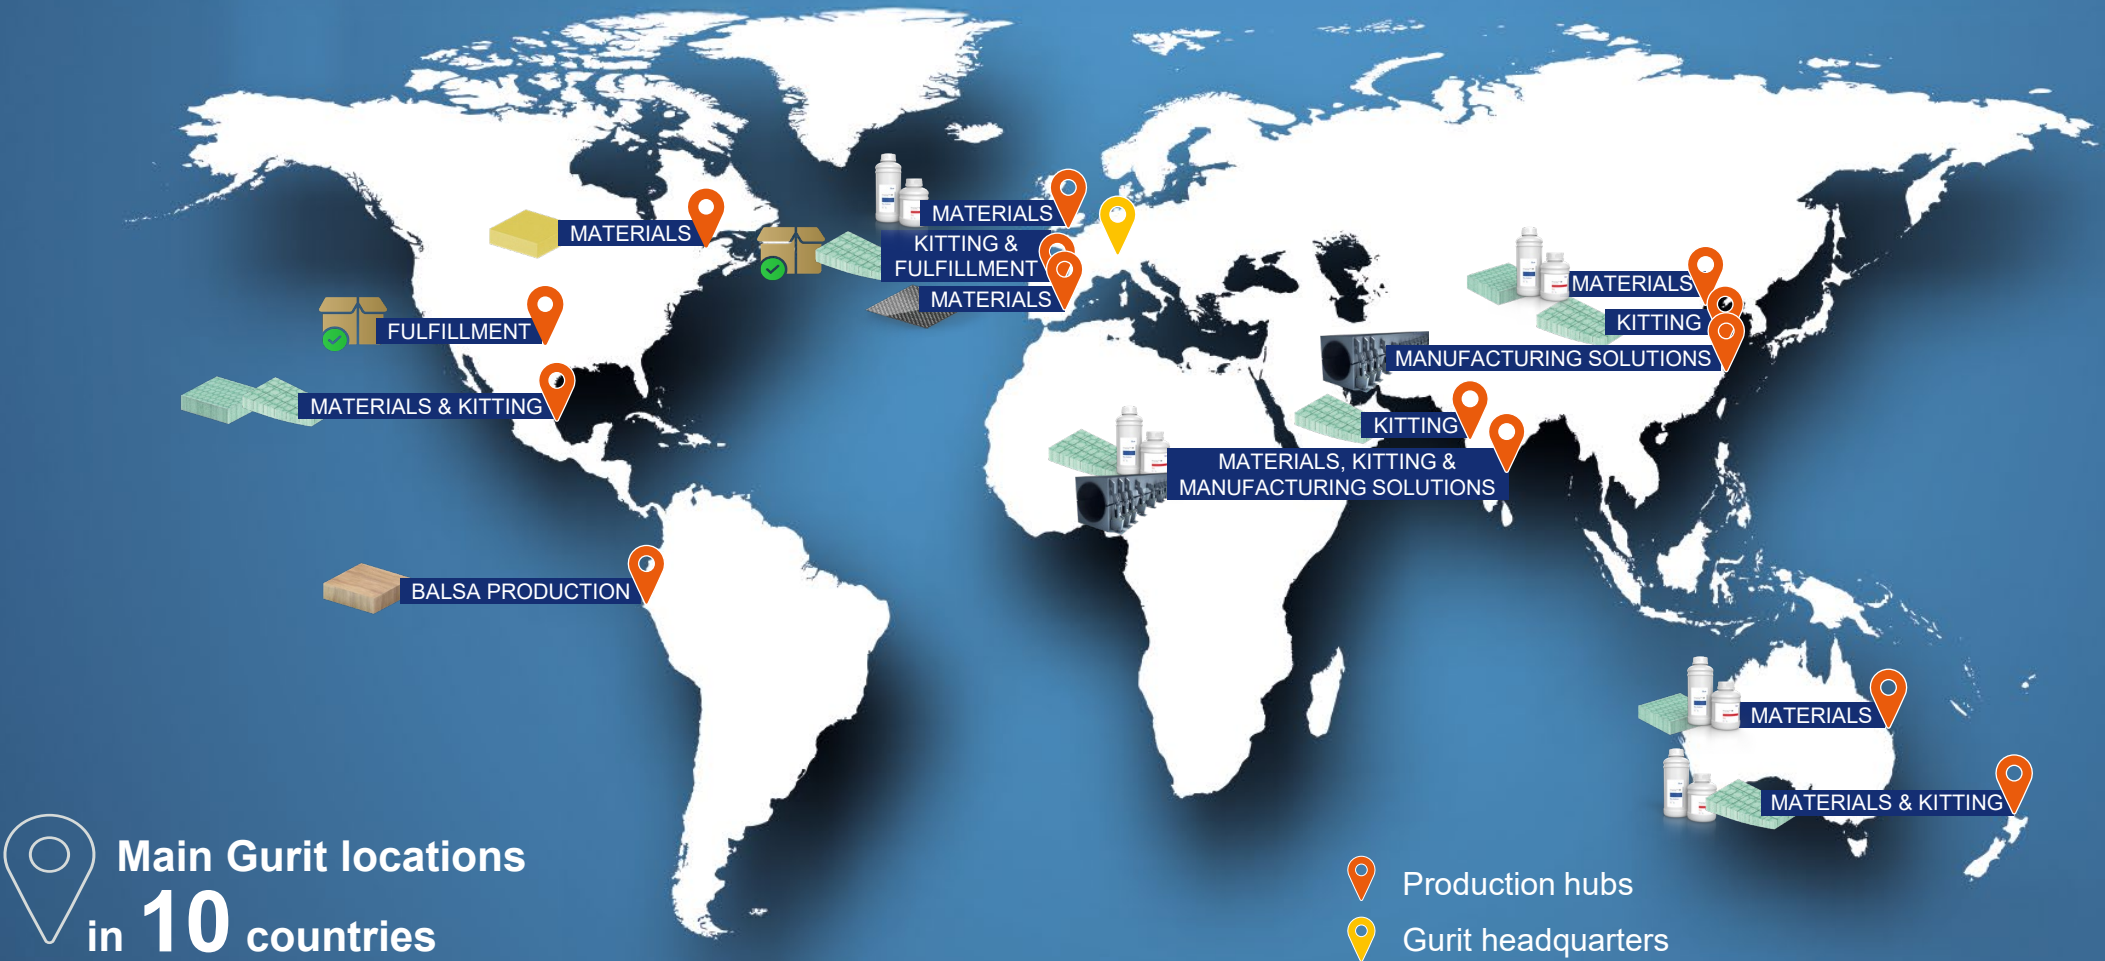 MATERIALS
MATERIALS
KITTING &
FULFILLMENT
MATERIALS
FULFILLMENT
MATERIALS & KITTING
MATERIALS
KITTING
MANUFACTURING SOLUTIONS
KITTING
MATERIALS, KITTING &
MANUFACTURING SOLUTIONS
BALSA PRODUCTION
MATERIALS
MATERIALS & KITTING
Main Gurit locations
in 10 countries
Production hubs
Gurit headquarters